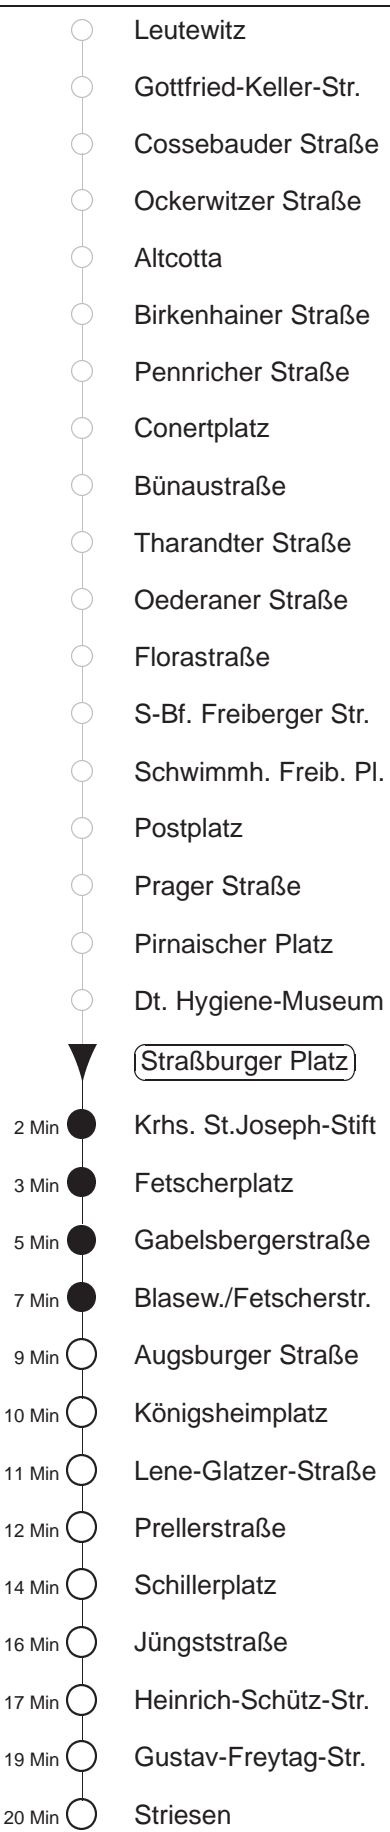 Leutewitz
Gottfried-Keller-Str.
Cossebauder Straße
Ockerwitzer Straße
Altcotta
Birkenhainer Straße
Pennricher Straße
Conertplatz
Bünaustraße
Tharandter Straße
Oederaner Straße
Florastraße
S-Bf. Freiberger Str.
Schwimmh. Freib. Pl.
Postplatz
Prager Straße
Pirnaischer Platz
Dt. Hygiene-Museum
Straßburger Platz
2 Min Krhs. St.Joseph-Stift
3 Min Fetscherplatz
5 Min Gabelsbergerstraße
7 Min Blasew./Fetscherstr.
9 Min Augsburger Straße
10 Min Königsheimplatz
11 Min Lene-Glatzer-Straße
12 Min Prellerstraße
14 Min Schillerplatz
16 Min Jüngststraße
17 Min Heinrich-Schütz-Str.
19 Min Gustav-Freytag-Str.
20 Min Striesen